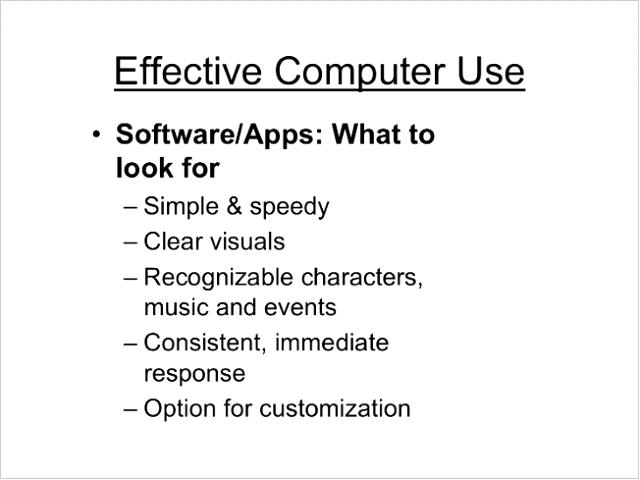 Effective Computer Use
• Software/Apps: What to
look for
– Simple & speedy
– Clear visuals
– Recognizable characters,
music and events
– Consistent, immediate
response
– Option for customization